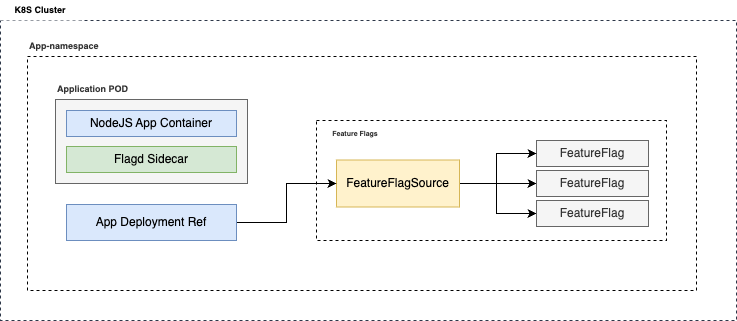 K8S Cluster
App-namespace
Application POD
NodeJS App Container
Flagd Sidecar
App Deployment Ref
Feature Flags
FeatureFlagSource
FeatureFlag
FeatureFlag
FeatureFlag